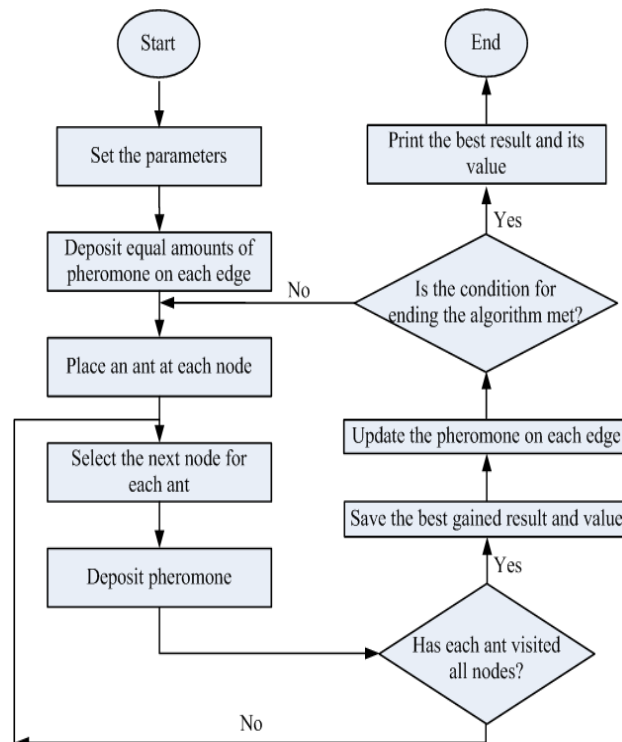 Start
Set the parameters
Deposit equal amounts of
pheromone on each edge
Place an ant at each node
Select the next node for
each ant
Deposit pheromone
Has each ant visited
all nodes?
No
Yes
Save the best gained result and value
Update the pheromone on each edge
Is the condition for
ending the algorithm met?
No
Yes
Print the best result and its
value
End